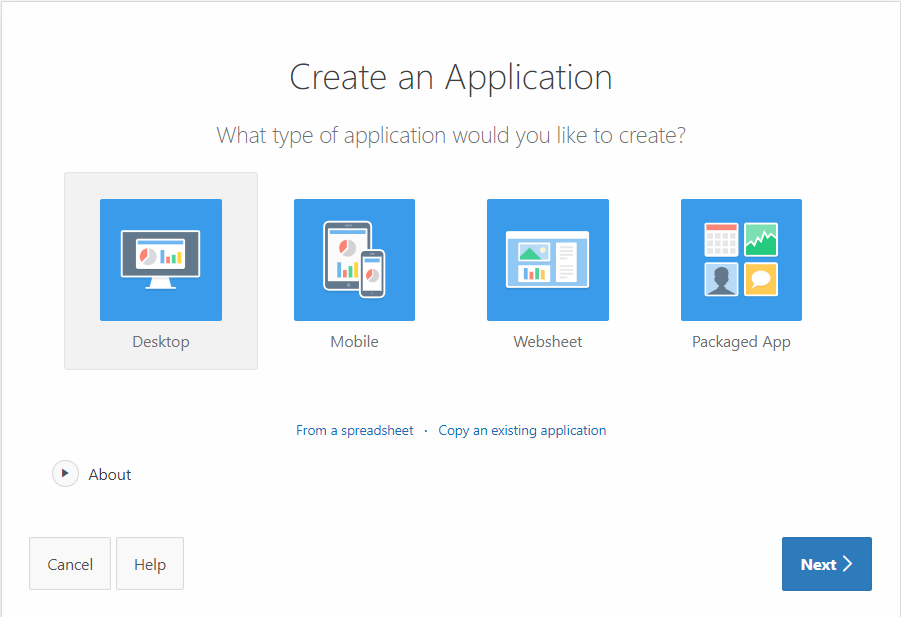 Create an Application
What type of application would you like to create?
Desktop
Mobile
Websheet
Packaged App
From a spreadsheet · Copy an existing application
About
Cancel
Help
Next